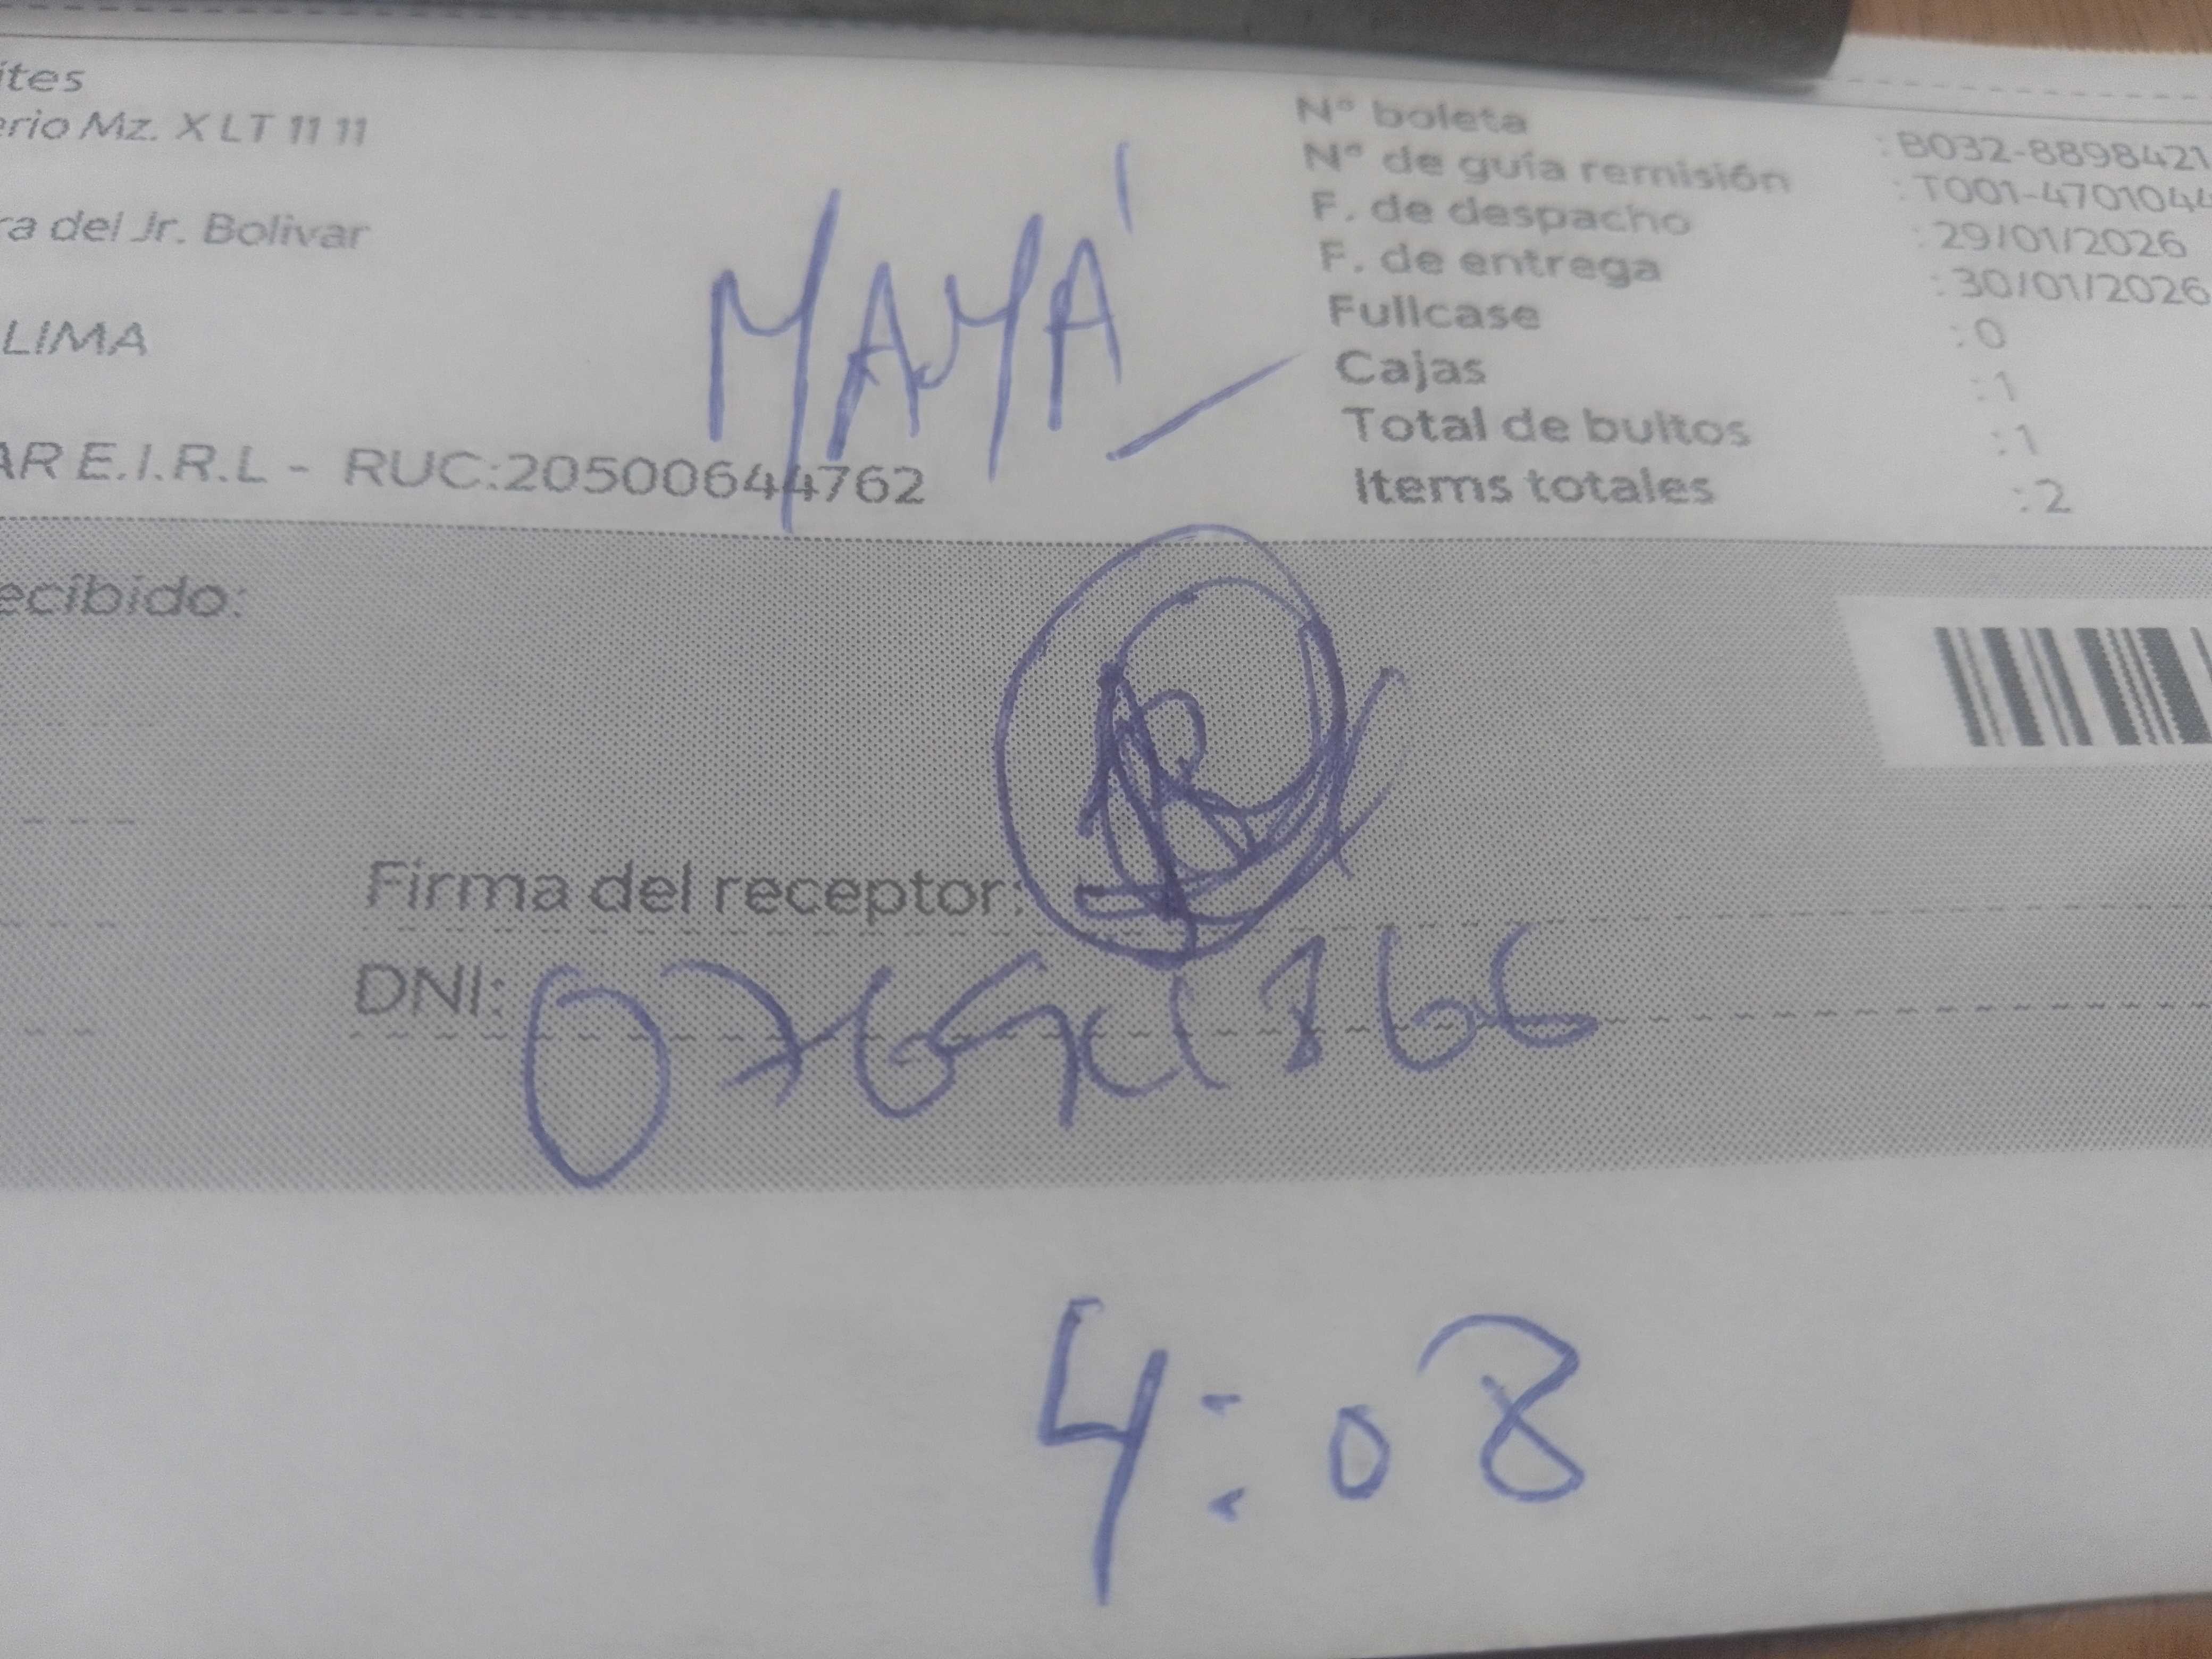 ites
erio Mz. X LT 11 11
ra del Jr. Bolivar
LIMA
AR E.I.R.L - RUC:20500644762
MAMÁ
N° boleta :B032-8898421
N° de guía remisión :T001-4701044
F. de despacho :29/01/2026
F. de entrega :30/01/2026
Fullcase :0
Cajas :1
Total de bultos :1
Items totales :2
ecibido:
Firma del receptor:
DNI:
4:08